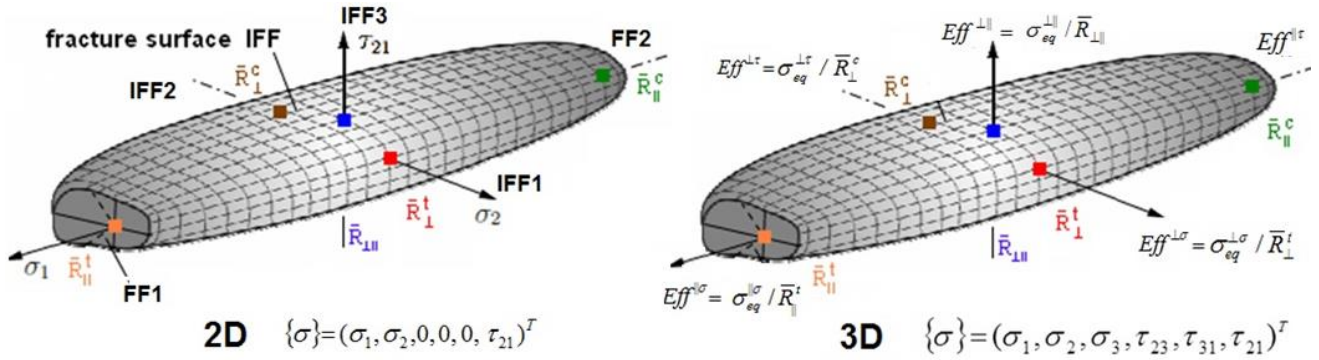 IFF3
fracture surface IFF
τ21
FF2
IFF2
R̄⊥c
R̄∥c
IFF1
σ2
R̄⊥t
R̄⊥∥
σ1
R̄∥t
FF1
2D {σ}=(σ1,σ2,0,0,0, τ21)T
Eff⊥∥ = σeq⊥∥ / R̄⊥∥
Eff∥τ
Eff⊥τ = σeq⊥τ / R̄⊥c
R̄⊥c
R̄∥c
R̄⊥t
R̄⊥∥
Eff⊥σ = σeq⊥σ / R̄⊥t
R̄∥t
Eff∥σ = σeq∥σ / R̄∥t
3D {σ}=(σ1,σ2,σ3,τ23,τ31,τ21)T